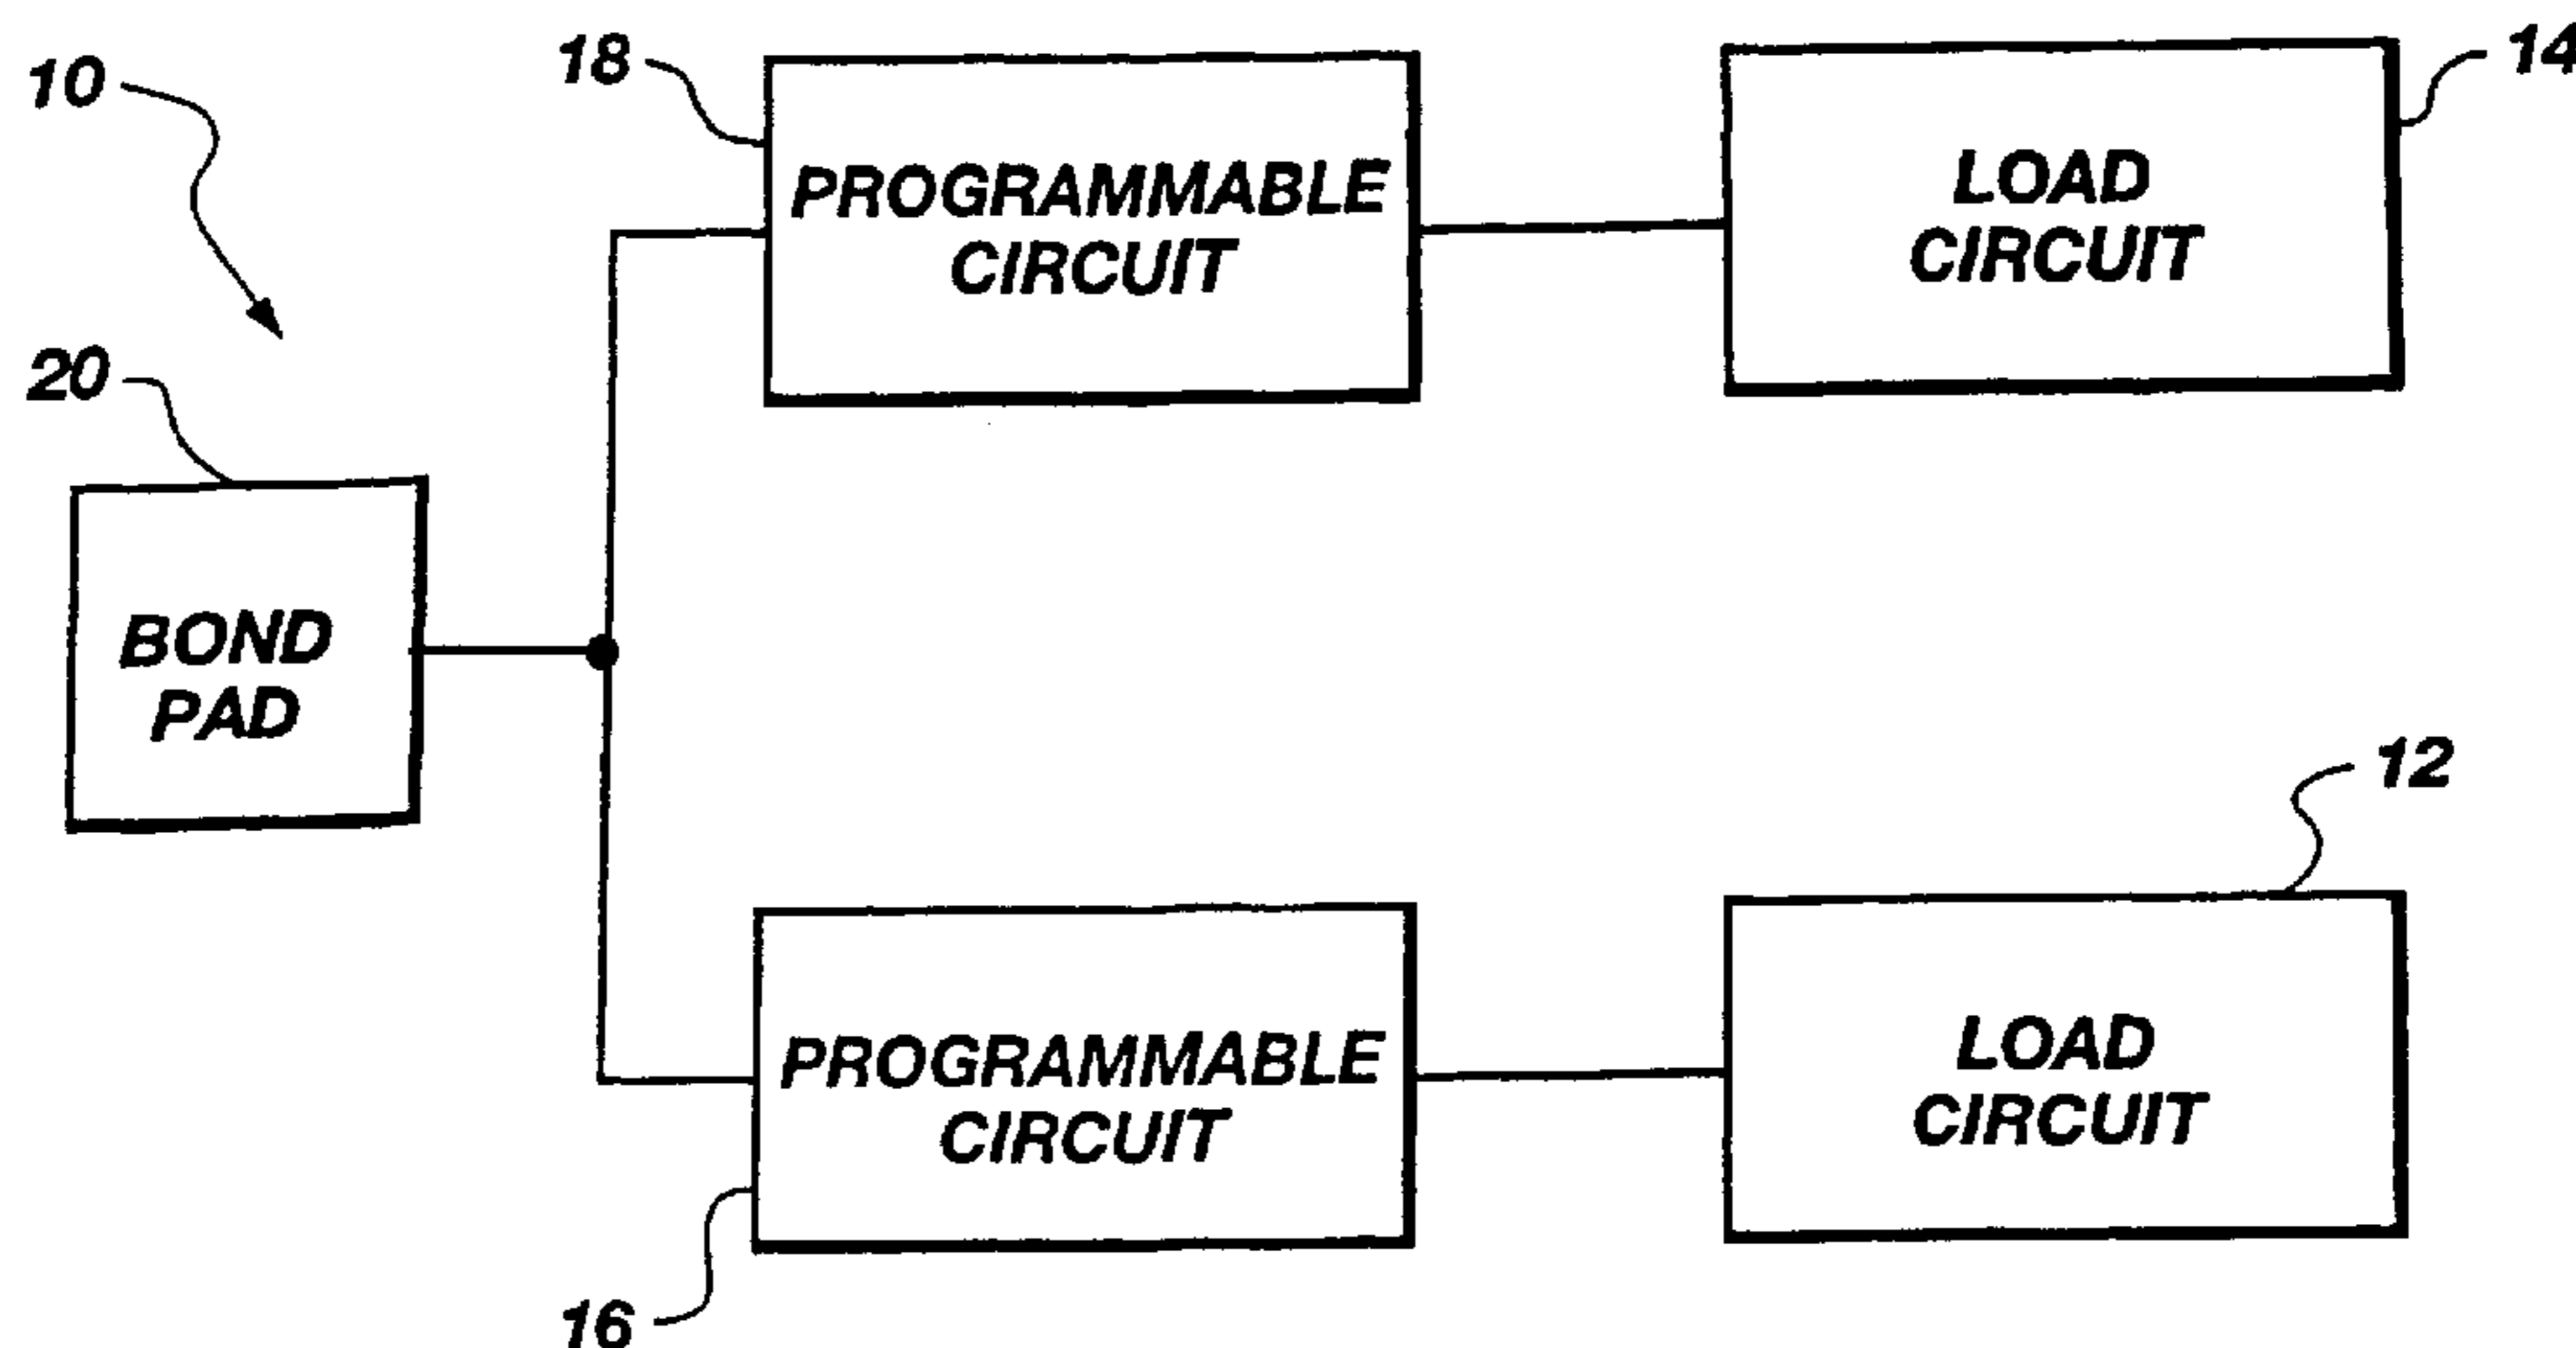 10
18
14
PROGRAMMABLE
CIRCUIT
LOAD
CIRCUIT
20
BOND
PAD
12
PROGRAMMABLE
CIRCUIT
LOAD
CIRCUIT
16